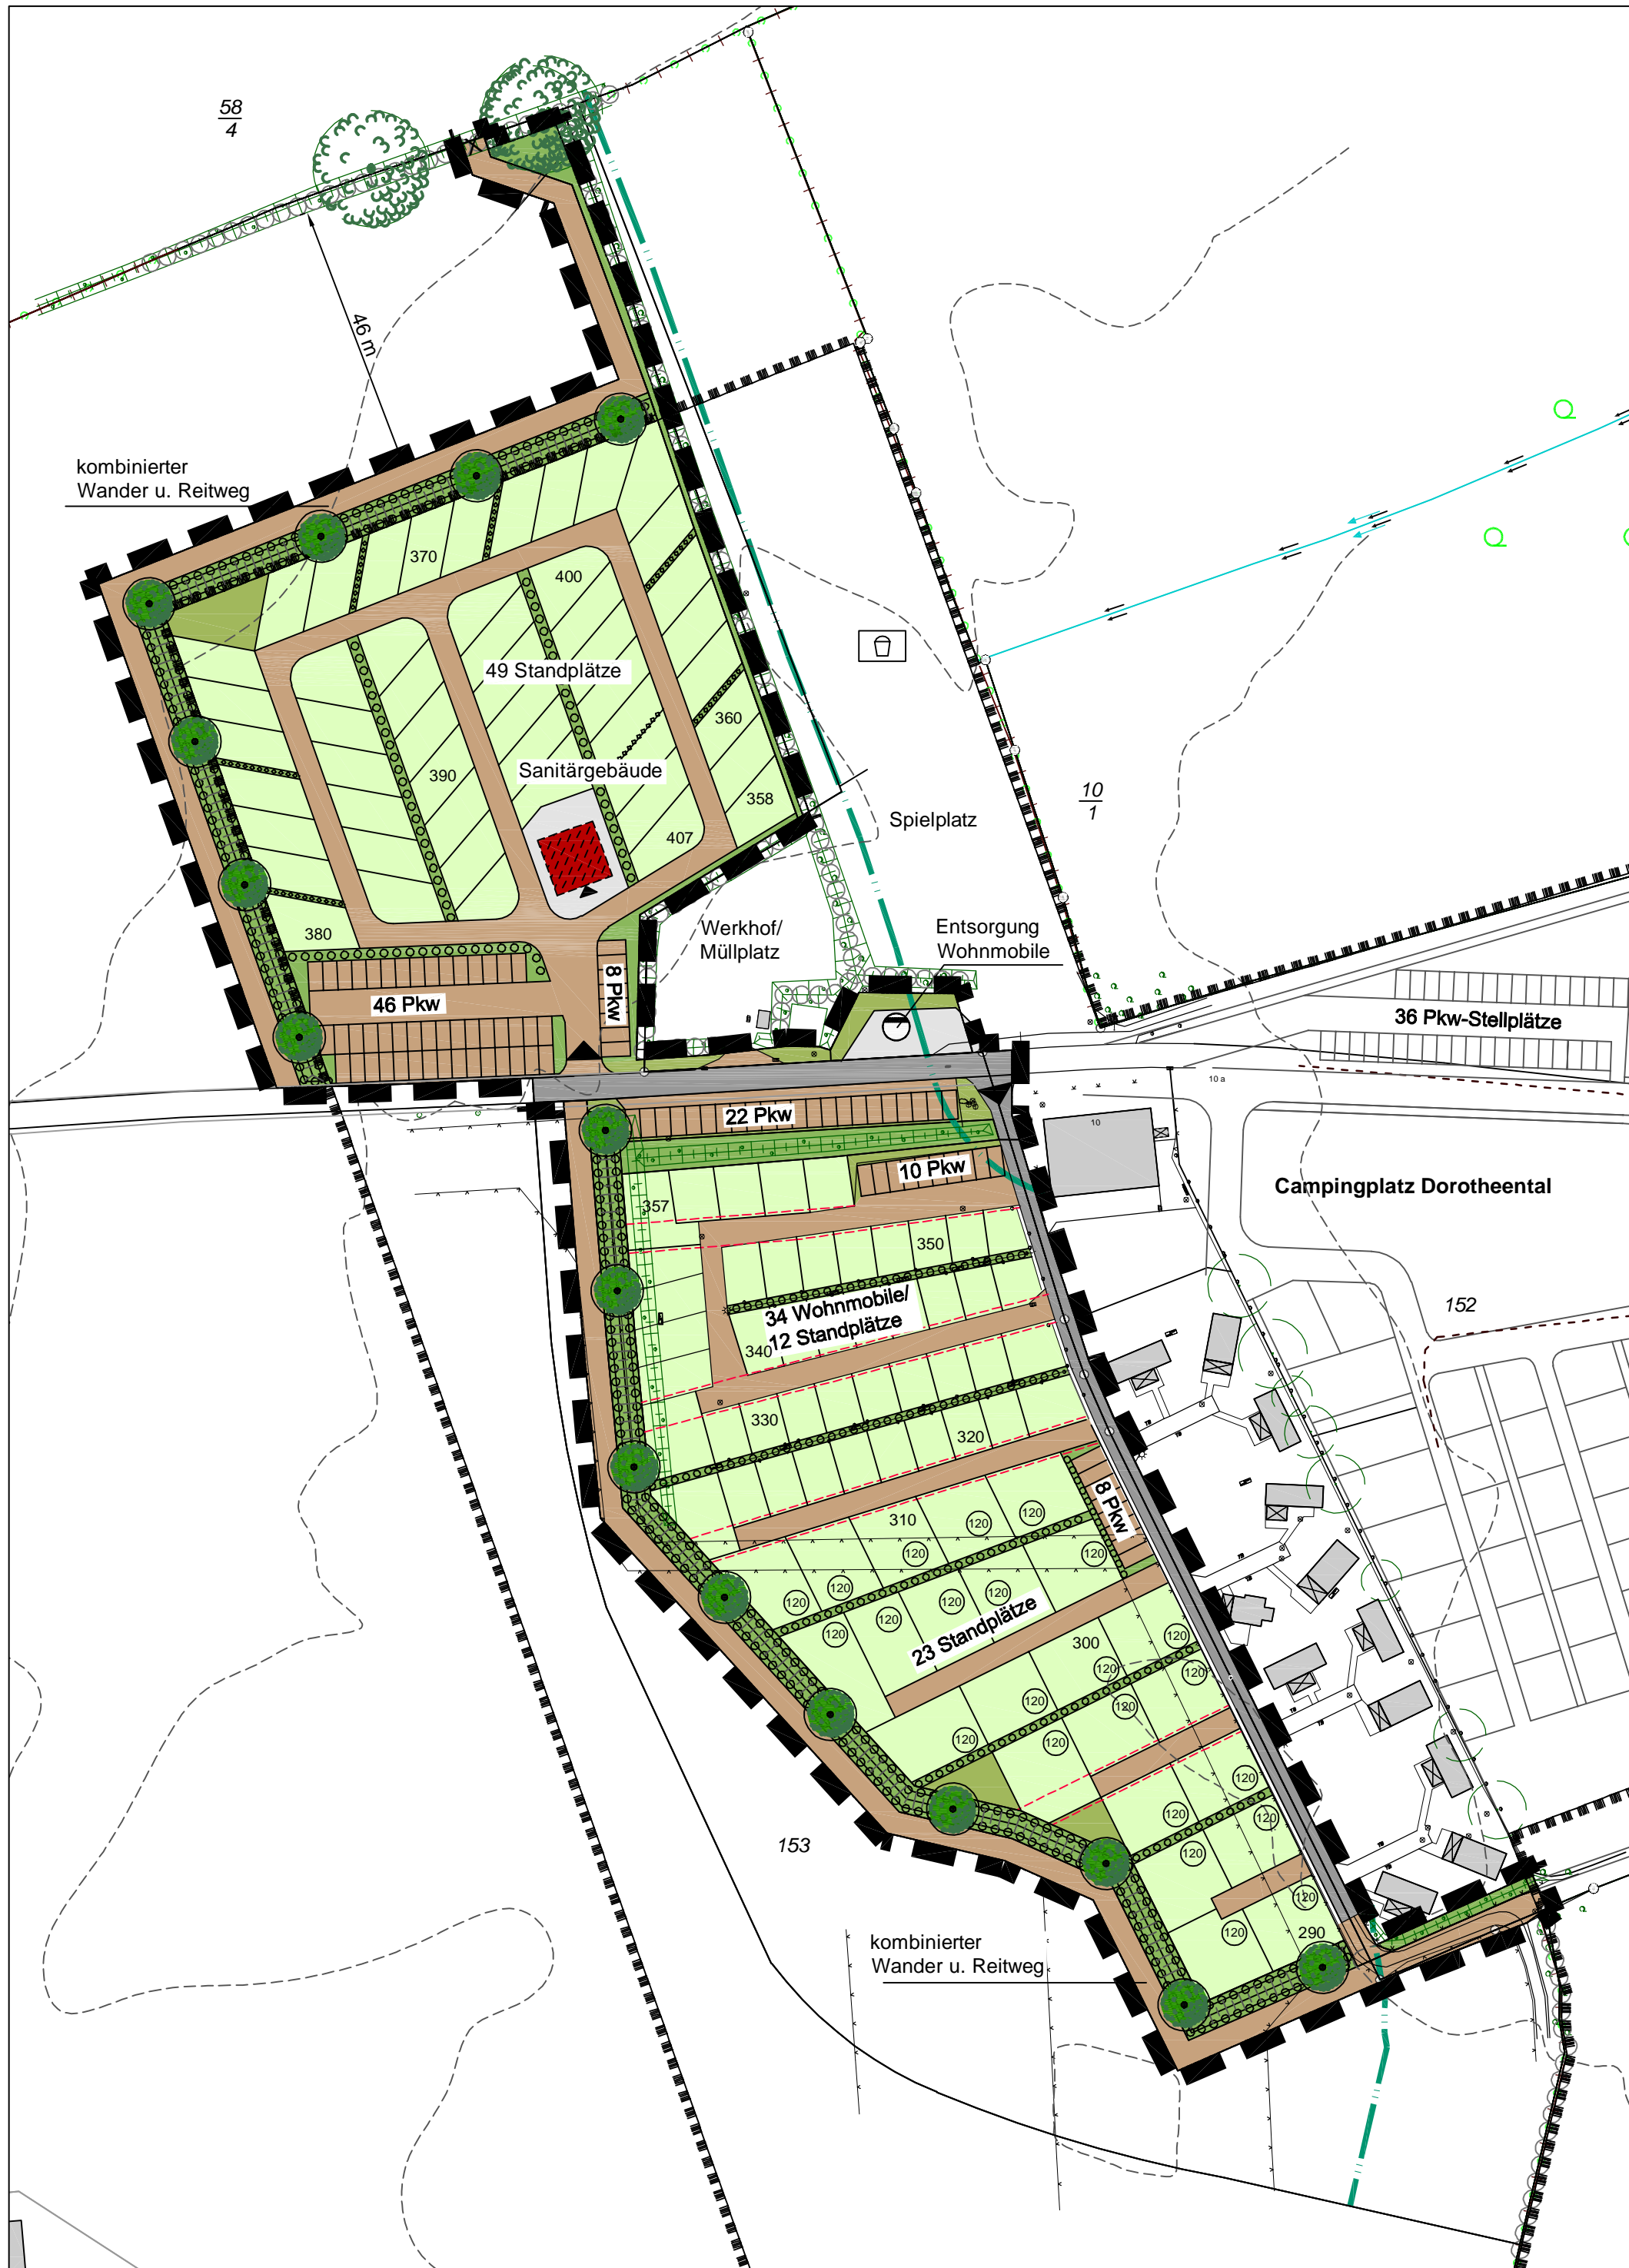 58
4
46 m
kombinierter
Wander u. Reitweg
370
400
49 Standplätze
360
390
Sanitärgebäude
358
407
10
1
Spielplatz
380
Werkhof/
Müllplatz
Entsorgung
Wohnmobile
8 Pkw
46 Pkw
36 Pkw-Stellplätze
10 a
22 Pkw
10
10 Pkw
Campingplatz Dorotheental
357
350
152
34 Wohnmobile/
12 Standplätze
340
330
320
8 Pkw
310
120
120
120
120
120
120
120
120
120
120
120
23 Standplätze
300
120
120
120
120
120
120
120
120
120
120
120
120
153
120
120
290
kombinierter
Wander u. Reitweg